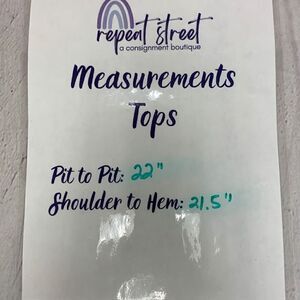 repeat street
a consignment boutique
Measurements
Tops
Pit to Pit: 22"
Shoulder to Hem: 21.5"